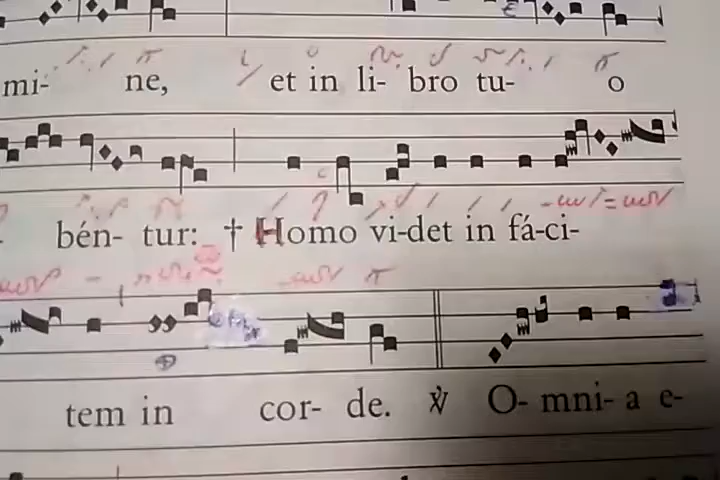 mi- ne, et in li- bro tu- o
bén- tur: † Homo vi-det in fá-ci-
tem in cor- de. ℣ O- mni- a e-